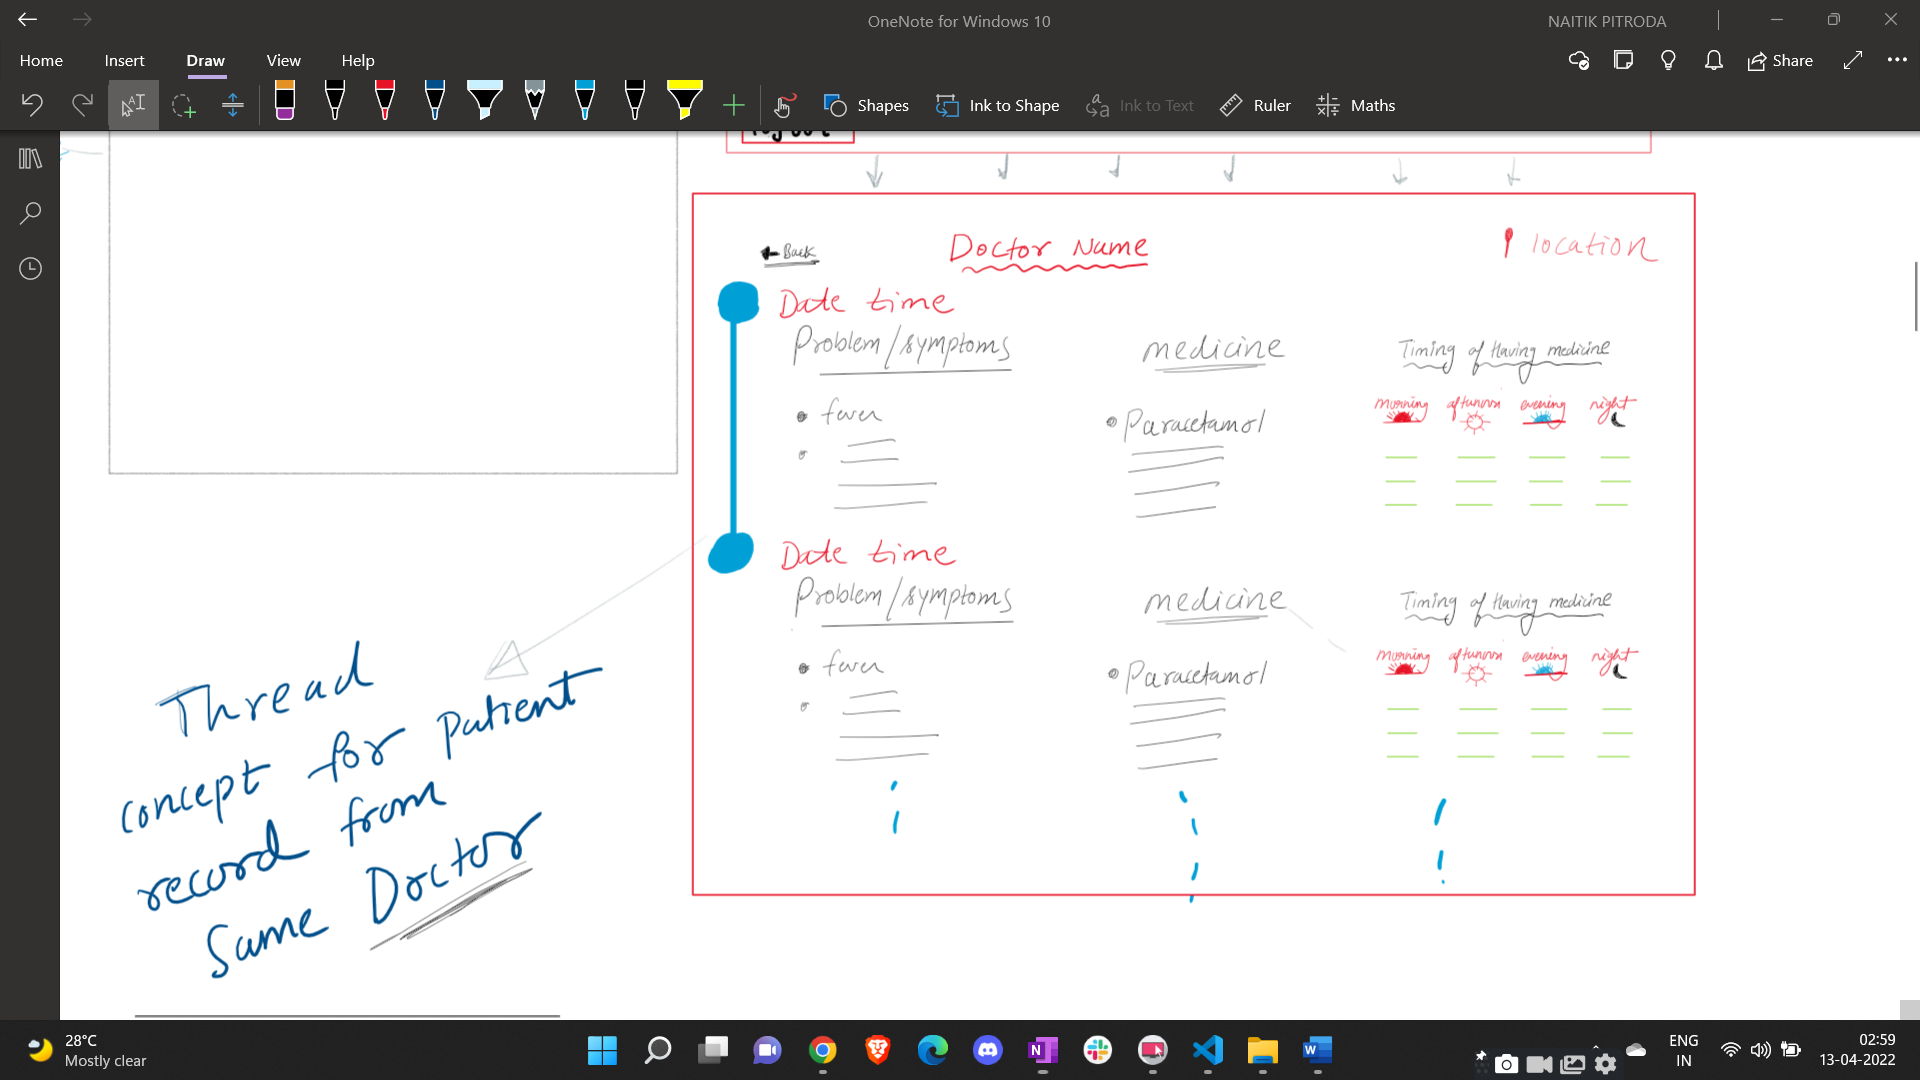 OneNote for Windows 10
NAITIK PITRODA
Home Insert Draw View Help
Share
Shapes Ink to Shape Ink to Text Ruler Maths
Back
Doctor Name
location
Date time
Problem/symptoms medicine Timing of Having medicine
morning afternoon evening night
fever
Paracetamol
Date time
Problem/symptoms medicine Timing of Having medicine
morning afternoon evening night
fever
Paracetamol
Thread
concept for patient
record from
Same Doctor
28°C
Mostly clear
ENG
IN
02:59
13-04-2022